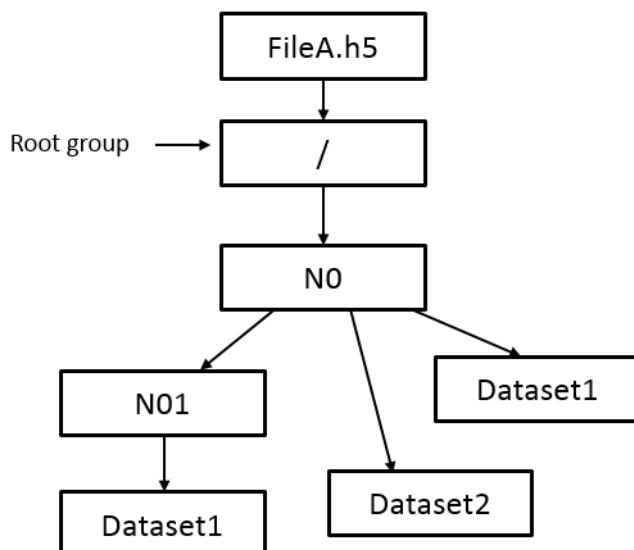 FileA.h5
Root group
/
N0
N01
Dataset1
Dataset2
Dataset1